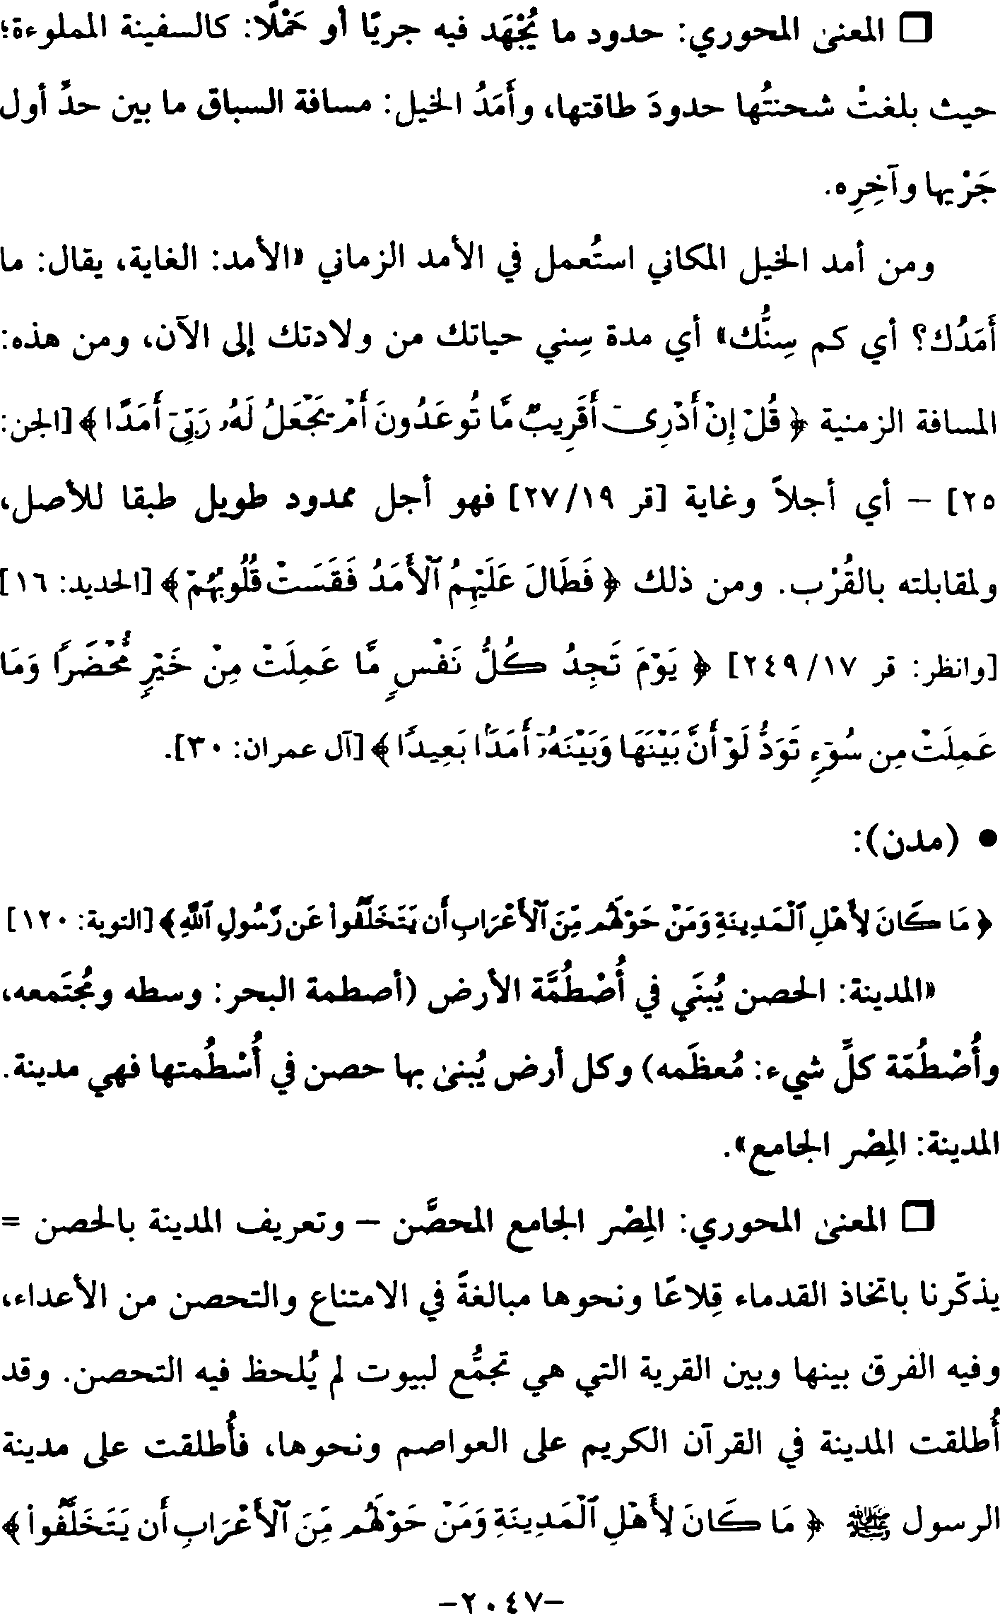 □ المعنى المحوري: حدود ما يُجْهَد فيه جريًا أو حَمْلًا: كالسفينة المملوءة؛
حيث بلغتْ شحنتُها حدودَ طاقتها، وأَمَدُ الخيل: مسافة السباق ما بين حدِّ أول
جَرْيها وآخِرِه.
ومن أمد الخيل المكاني استُعمل في الأمد الزماني «الأمد: الغاية، يقال: ما
أَمَدُك؟ أي كم سِنُّك» أي مدة سِني حياتك من ولادتك إلى الآن، ومن هذه:
المسافة الزمنية ﴿ قُلْ إِنْ أَدْرِىٓ أَقَرِيبٌ مَّا تُوعَدُونَ أَمْ يَجْعَلُ لَهُۥ رَبِّىٓ أَمَدًا ﴾ [الجن:
٢٥] – أي أجلاً وغاية [قر ٢٧/١٩] فهو أجل ممدود طويل طبقا للأصل،
ولمقابلته بالقُرْب. ومن ذلك ﴿ فَطَالَ عَلَيْهِمُ ٱلْأَمَدُ فَقَسَتْ قُلُوبُهُمْ ﴾ [الحديد: ١٦]
[وانظر: قر ٢٤٩/١٧] ﴿ يَوْمَ تَجِدُ كُلُّ نَفْسٍ مَّا عَمِلَتْ مِنْ خَيْرٍ مُّحْضَرًا وَمَا
عَمِلَتْ مِن سُوٓءٍ تَوَدُّ لَوْ أَنَّ بَيْنَهَا وَبَيْنَهُۥٓ أَمَدًۢا بَعِيدًا ﴾ [آل عمران: ٣٠].
• (مدن):
﴿ مَا كَانَ لِأَهْلِ ٱلْمَدِينَةِ وَمَنْ حَوْلَهُم مِّنَ ٱلْأَعْرَابِ أَن يَتَخَلَّفُوا۟ عَن رَّسُولِ ٱللَّهِ ﴾ [التوبة: ١٢٠]
«المدينة: الحصن يُبنَي في أُصْطُمَّة الأرض (أصطمة البحر: وسطه ومُجتَمعه،
وأُصْطُمّة كلِّ شيء: مُعظَمه) وكل أرض يُبنىٰ بها حصن في أُسْطُمتها فهي مدينة.
المدينة: المِصْر الجامع».
□ المعنىٰ المحوري: المِصْر الجامع المحصَّن – وتعريف المدينة بالحصن =
يذكّرنا باتخاذ القدماء قِلاعًا ونحوها مبالغةً في الامتناع والتحصن من الأعداء،
وفيه الفرق بينها وبين القرية التي هي تجمُّع لبيوت لم يُلحظ فيه التحصن. وقد
أُطلقت المدينة في القرآن الكريم على العواصم ونحوها، فأُطلقت على مدينة
الرسول ﷺ ﴿ مَا كَانَ لِأَهْلِ ٱلْمَدِينَةِ وَمَنْ حَوْلَهُم مِّنَ ٱلْأَعْرَابِ أَن يَتَخَلَّفُوا۟ ﴾
-٢٠٤٧-